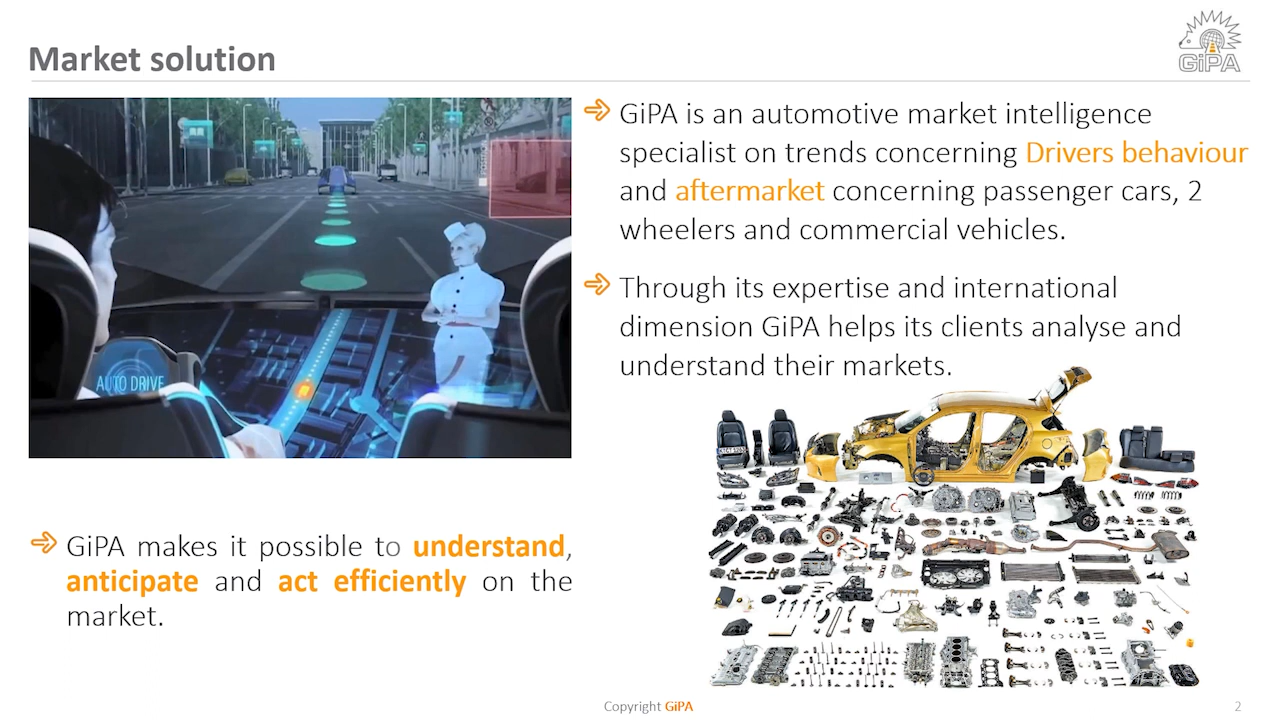 Market solution
GiPA
GiPA is an automotive market intelligence
specialist on trends concerning Drivers behaviour
and aftermarket concerning passenger cars, 2
wheelers and commercial vehicles.
Through its expertise and international
dimension GiPA helps its clients analyse and
understand their markets.
AUTO DRIVE
GiPA makes it possible to understand,
anticipate and act efficiently on the
market.
Copyright GiPA
2